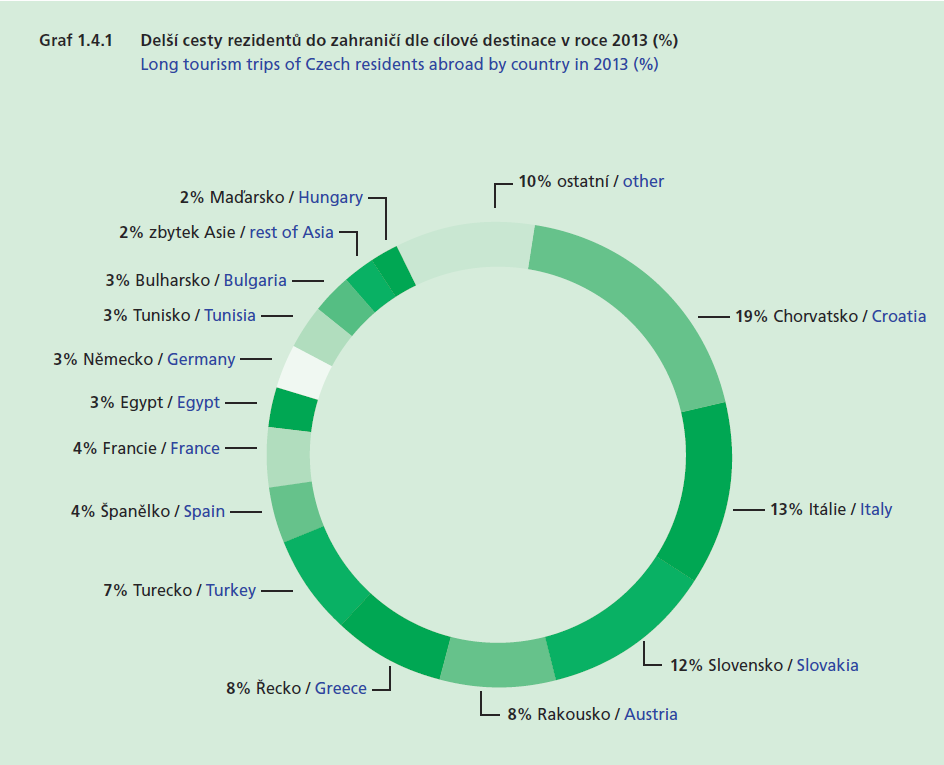 Graf 1.4.1 Delší cesty rezidentů do zahraničí dle cílové destinace v roce 2013 (%)
Long tourism trips of Czech residents abroad by country in 2013 (%)
10% ostatní / other
2% Maďarsko / Hungary
2% zbytek Asie / rest of Asia
3% Bulharsko / Bulgaria
3% Tunisko / Tunisia
19% Chorvatsko / Croatia
3% Německo / Germany
3% Egypt / Egypt
4% Francie / France
4% Španělko / Spain
13% Itálie / Italy
7% Turecko / Turkey
12% Slovensko / Slovakia
8% Řecko / Greece
8% Rakousko / Austria